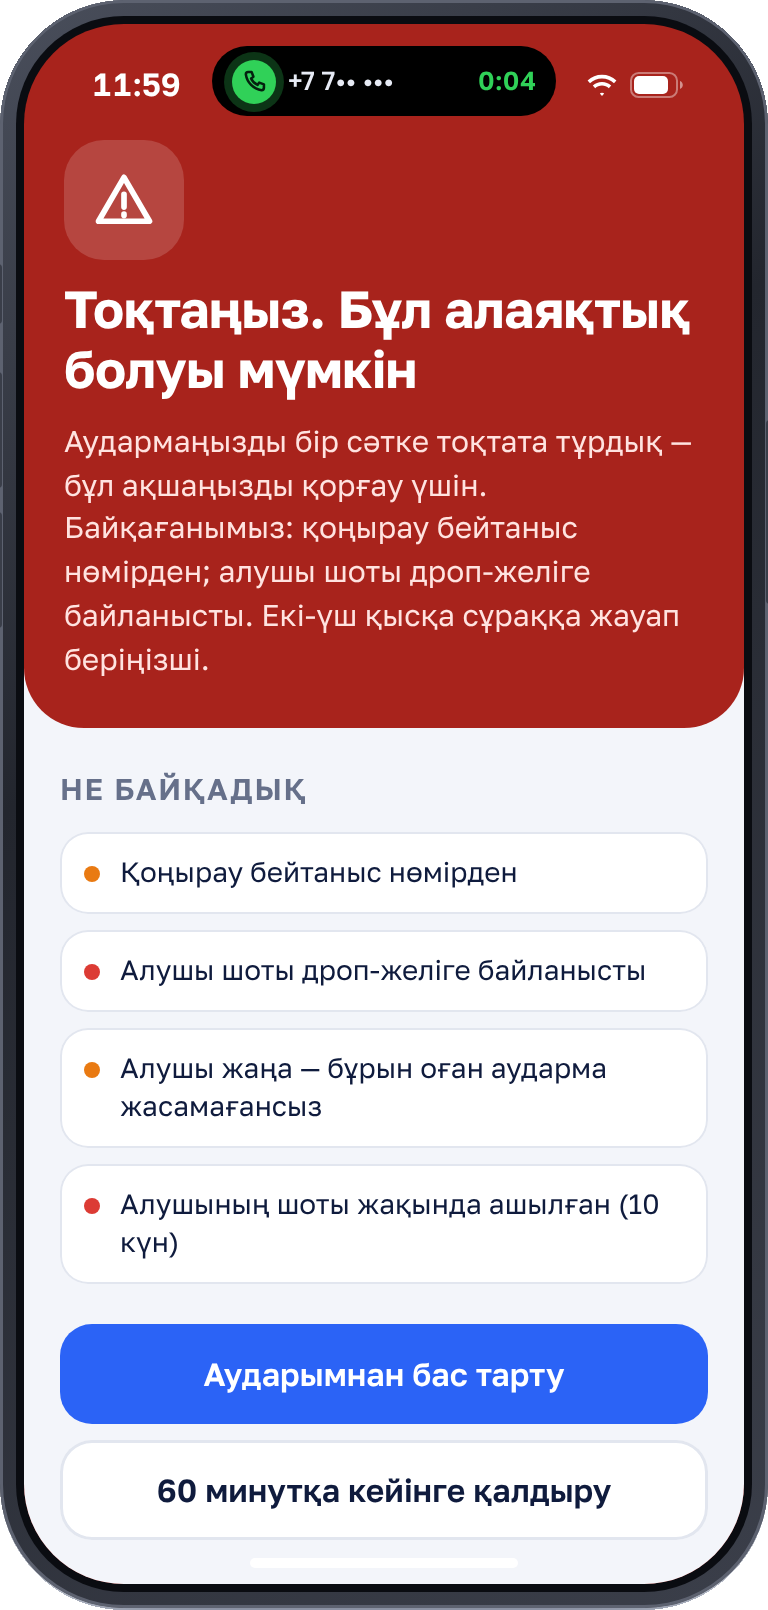 11:59
+7 7•• •••
0:04
Тоқтаңыз. Бұл алаяқтық
болуы мүмкін
Аудармаңызды бір сәтке тоқтата тұрдық —
бұл ақшаңызды қорғау үшін.
Байқағанымыз: қоңырау бейтаныс
нөмірден; алушы шоты дроп-желіге
байланысты. Екі-үш қысқа сұраққа жауап
беріңізші.
НЕ БАЙҚАДЫҚ
Қоңырау бейтаныс нөмірден
Алушы шоты дроп-желіге байланысты
Алушы жаңа — бұрын оған аударма
жасамағансыз
Алушының шоты жақында ашылған (10
күн)
Аударымнан бас тарту
60 минутқа кейінге қалдыру